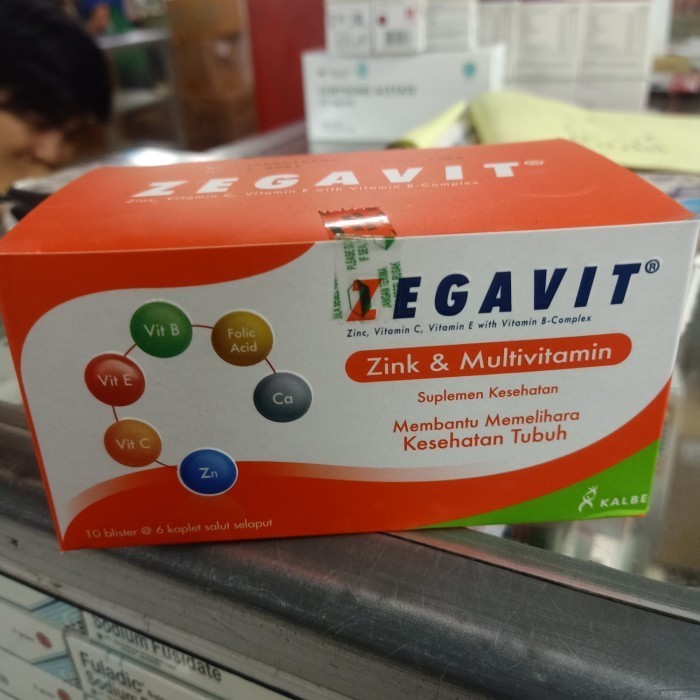 ZEGAVIT®
Zinc, Vitamin C, Vitamin E with Vitamin B-Complex
ZEGAVIT®
Zinc, Vitamin C, Vitamin E with Vitamin B-Complex
Zink & Multivitamin
Suplemen Kesehatan
Membantu Memelihara
Kesehatan Tubuh
Vit B
Folic
Acid
Vit E
Ca
Vit C
Zn
10 blister @ 6 kaplet salut selaput
KALBE
Sodium Fusidate
Fuladic
Sodium